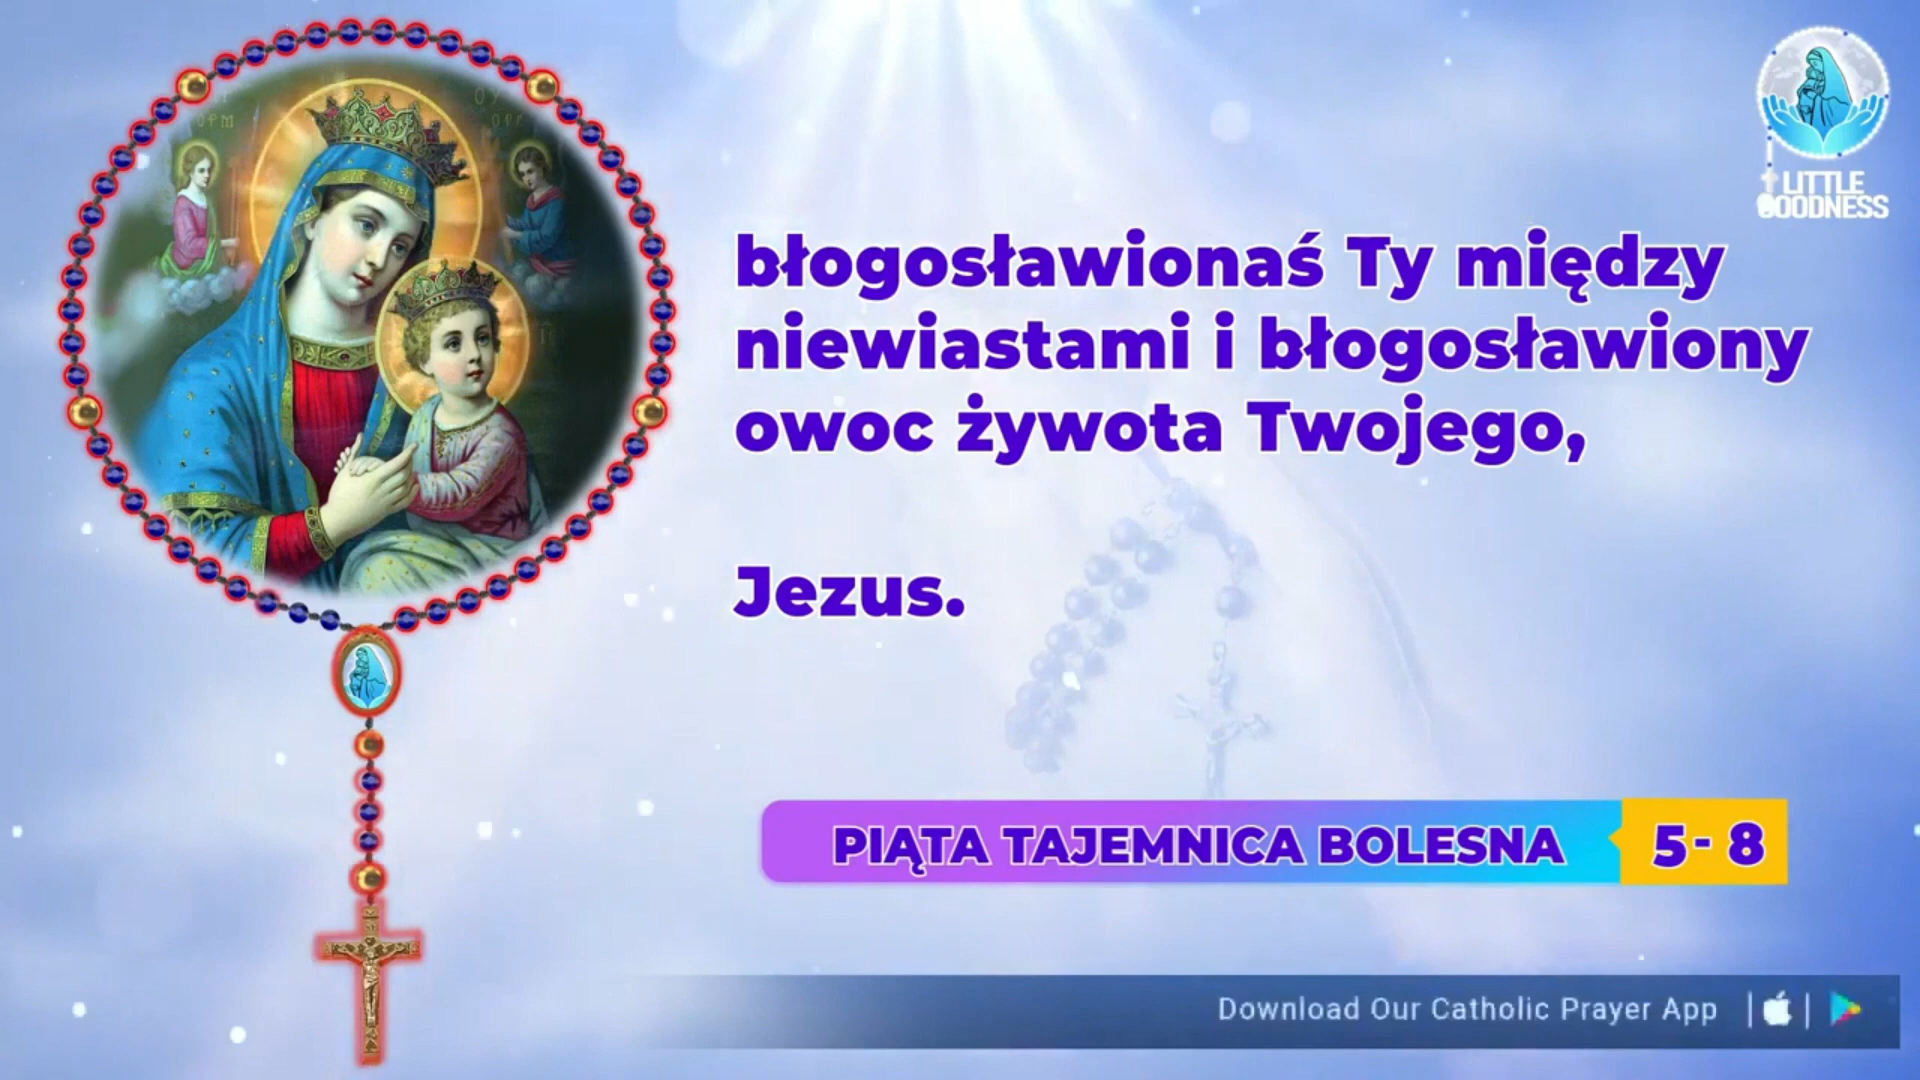 LITTLE
GOODNESS
błogosławionaś Ty między
niewiastami i błogosławiony
owoc żywota Twojego,
Jezus.
PIĄTA TAJEMNICA BOLESNA 5- 8
Download Our Catholic Prayer App